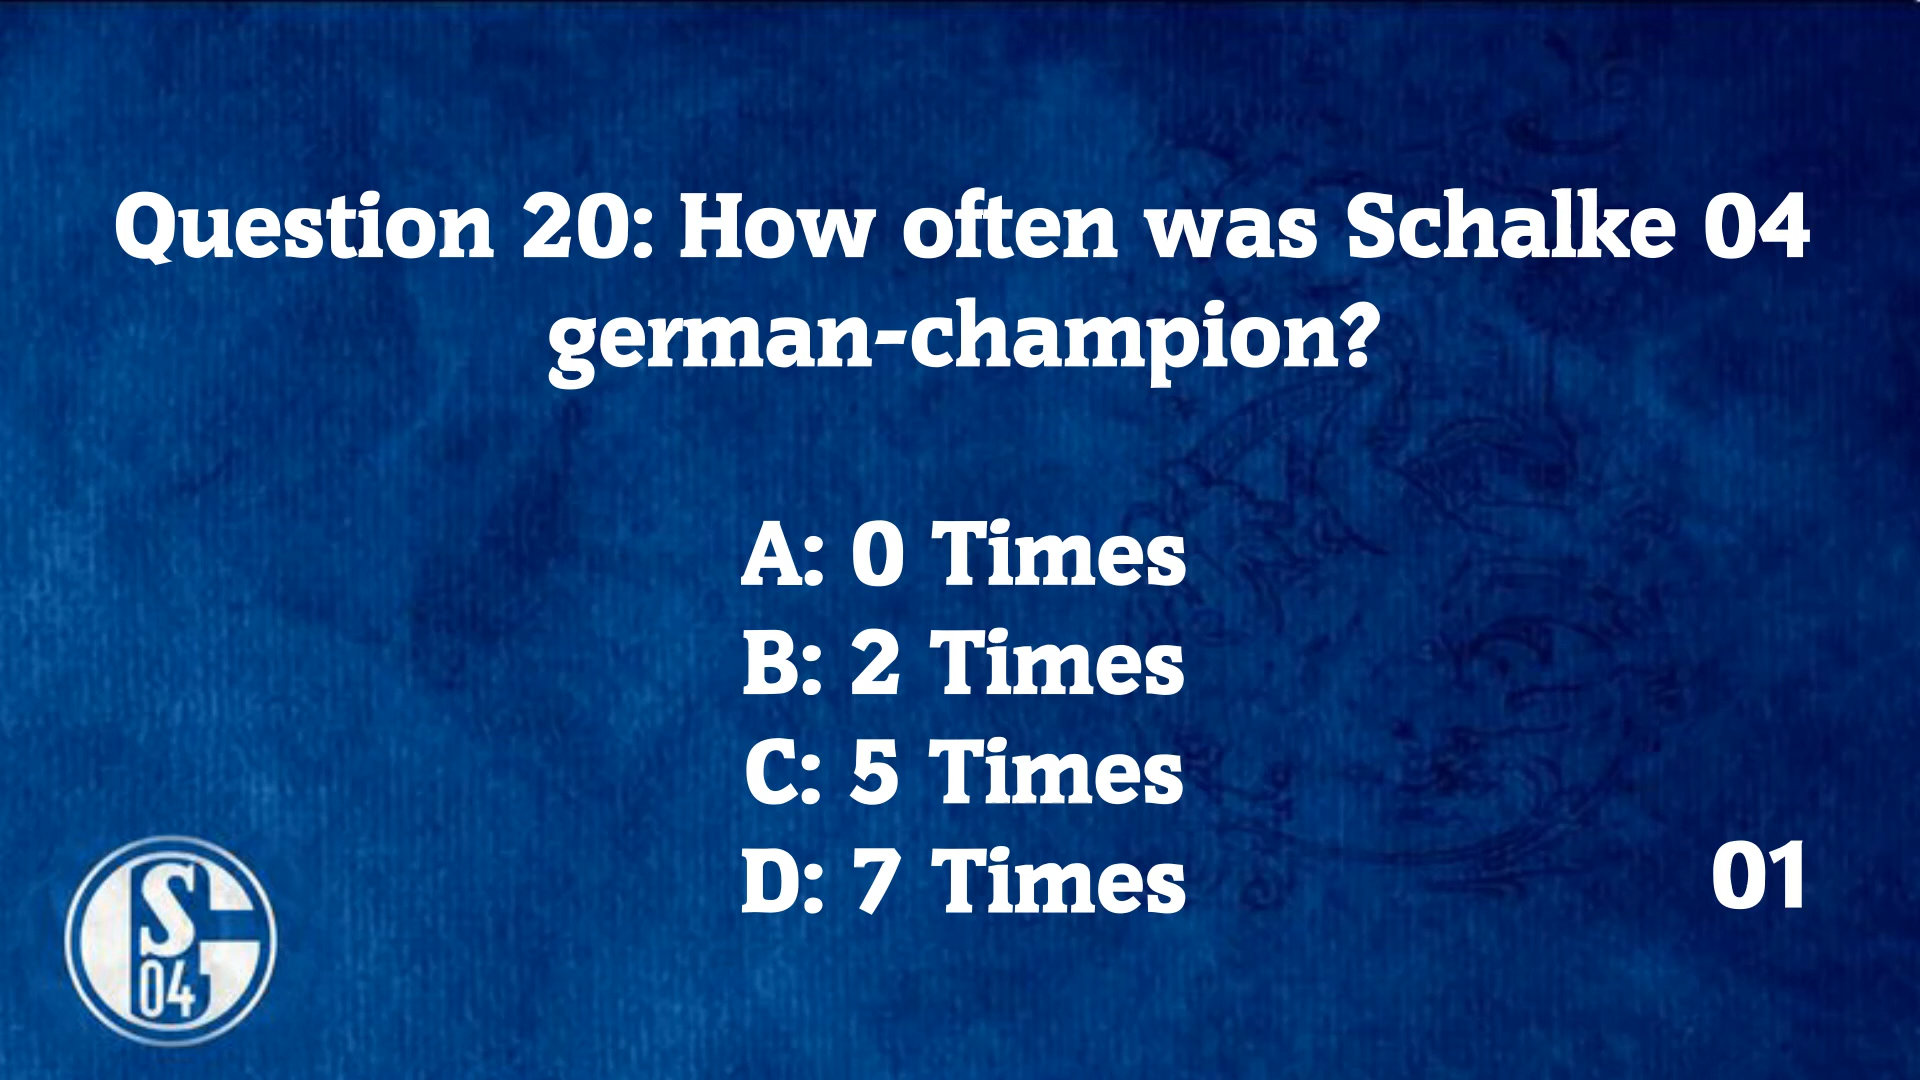 Question 20: How often was Schalke 04
german-champion?
A: 0 Times
B: 2 Times
C: 5 Times
D: 7 Times
01
S
04